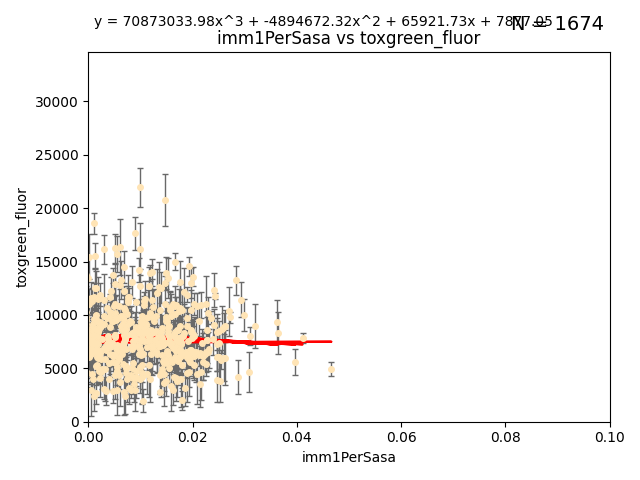 y = 70873033.98x^3 + -4894672.32x^2 + 65921.73x + 7877.05
N = 1674
imm1PerSasa vs toxgreen_fluor
30000
25000
20000
15000
10000
5000
0
toxgreen_fluor
0.00 0.02 0.04 0.06 0.08 0.10
imm1PerSasa